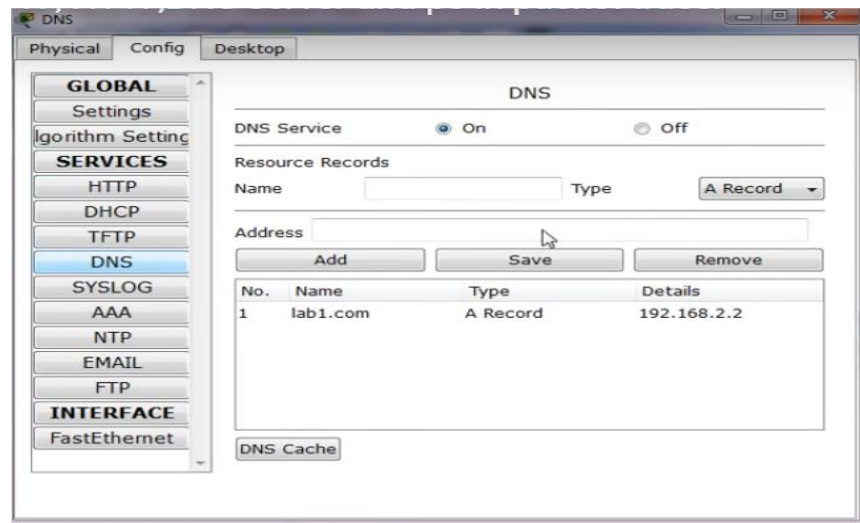 DNS
Physical Config Desktop
GLOBAL
Settings
lgorithm Setting
SERVICES
HTTP
DHCP
TFTP
DNS
SYSLOG
AAA
NTP
EMAIL
FTP
INTERFACE
FastEthernet
DNS
DNS Service On Off
Resource Records
Name Type A Record
Address
Add Save Remove
No. Name Type Details
1 lab1.com A Record 192.168.2.2
DNS Cache